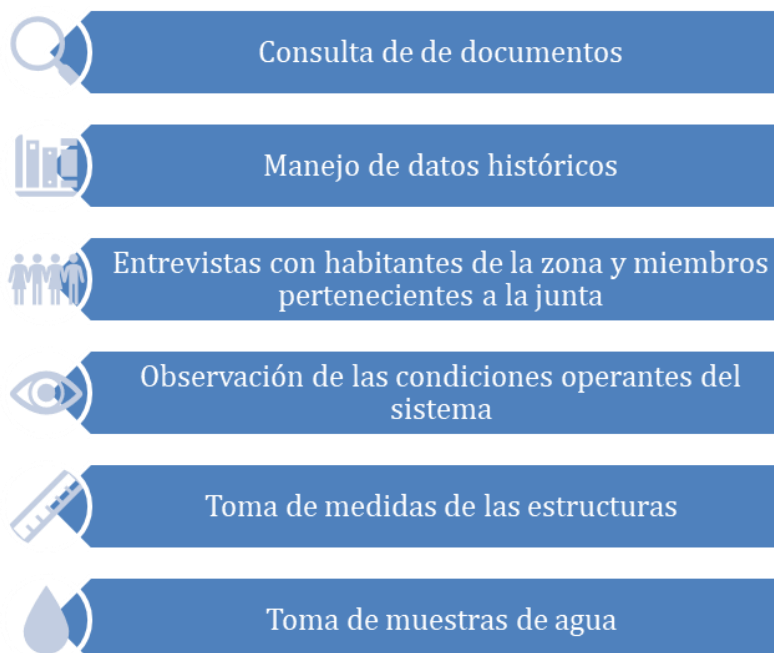 Consulta de de documentos
Manejo de datos históricos
Entrevistas con habitantes de la zona y miembros
pertenecientes a la junta
Observación de las condiciones operantes del
sistema
Toma de medidas de las estructuras
Toma de muestras de agua